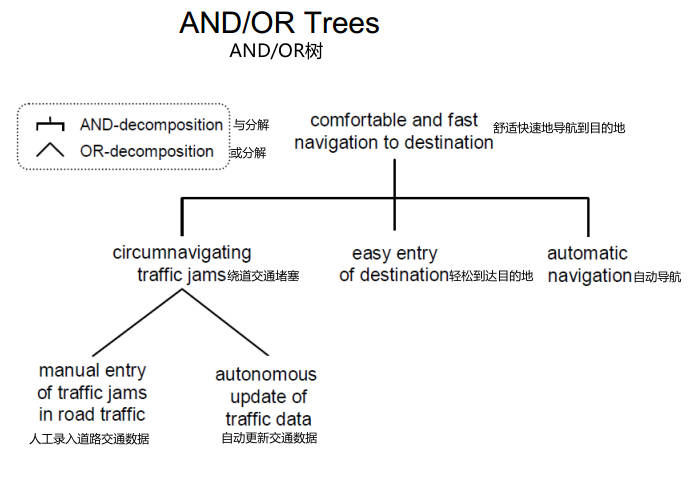 AND/OR Trees
AND/OR树
AND-decomposition 与分解
OR-decomposition 或分解
comfortable and fast
navigation to destination 舒适快速地导航到目的地
circumnavigating
traffic jams 绕道交通堵塞
easy entry
of destination 轻松到达目的地
automatic
navigation 自动导航
manual entry
of traffic jams
in road traffic
人工录入道路交通数据
autonomous
update of
traffic data
自动更新交通数据